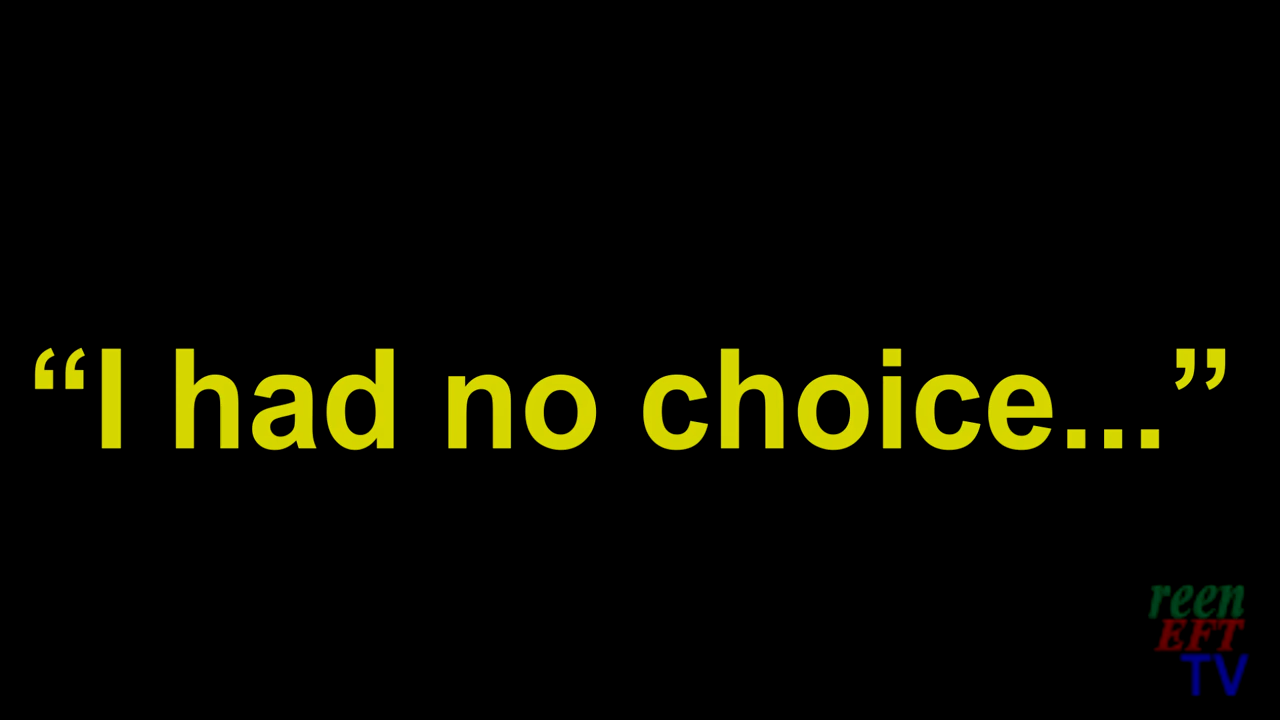 “I had no choice...”
reen
EFT
TV